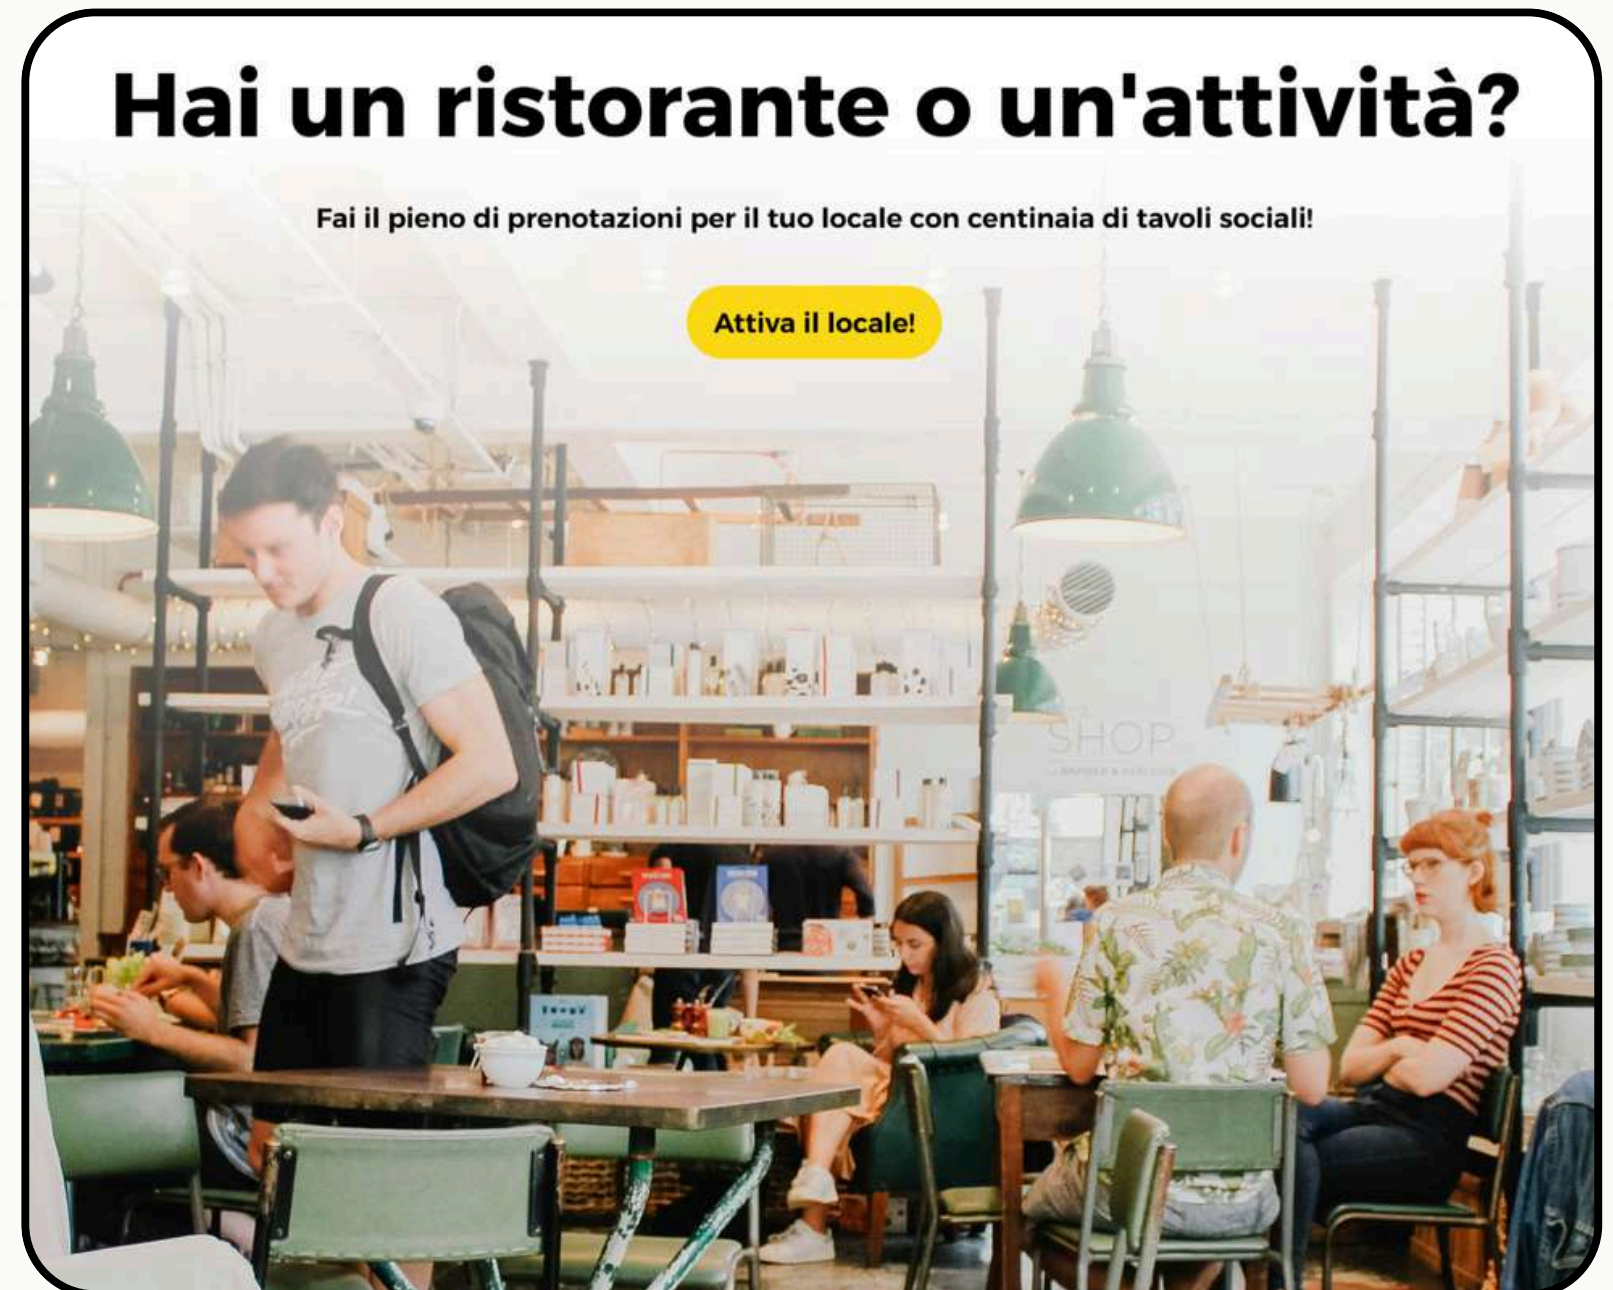 Hai un ristorante o un'attività?
Fai il pieno di prenotazioni per il tuo locale con centinaia di tavoli sociali!
Attiva il locale!
SHOP